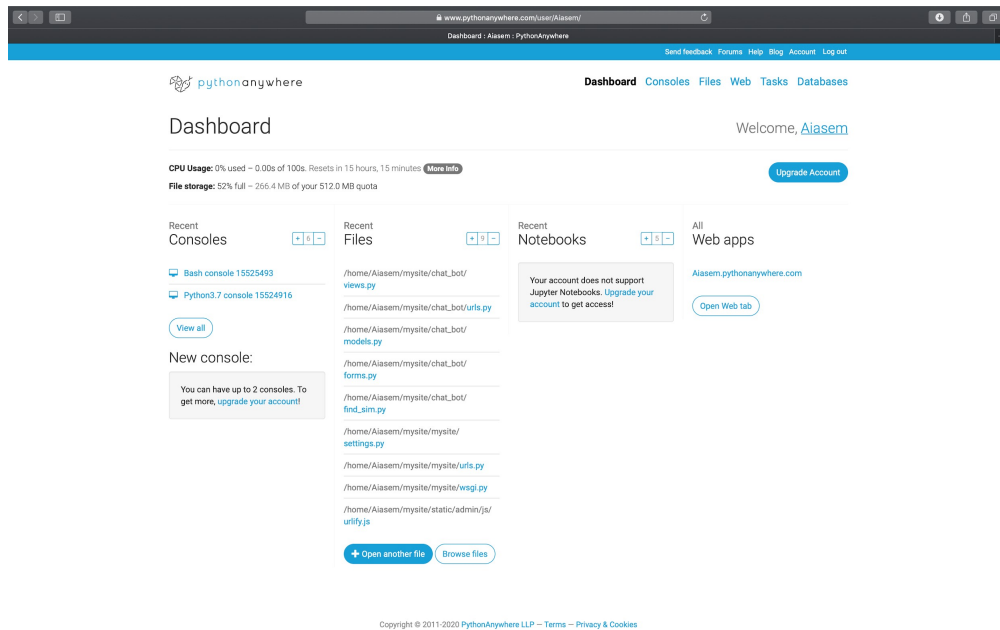 www.pythonanywhere.com/user/Aiasem/
Dashboard : Aiasem : PythonAnywhere
Send feedback Forums Help Blog Account Log out
pythonanywhere
Dashboard Consoles Files Web Tasks Databases
Dashboard
Welcome, Aiasem
CPU Usage: 0% used – 0.00s of 100s. Resets in 15 hours, 15 minutes More Info
File storage: 52% full – 266.4 MB of your 512.0 MB quota
Upgrade Account
Recent
Consoles
+ 6 −
Bash console 15525493
Python3.7 console 15524916
View all
New console:
You can have up to 2 consoles. To
get more, upgrade your account!
Recent
Files
+ 9 −
/home/Aiasem/mysite/chat_bot/
views.py
/home/Aiasem/mysite/chat_bot/urls.py
/home/Aiasem/mysite/chat_bot/
models.py
/home/Aiasem/mysite/chat_bot/
forms.py
/home/Aiasem/mysite/chat_bot/
find_sim.py
/home/Aiasem/mysite/mysite/
settings.py
/home/Aiasem/mysite/mysite/urls.py
/home/Aiasem/mysite/mysite/wsgi.py
/home/Aiasem/mysite/static/admin/js/
urlify.js
+ Open another file
Browse files
Recent
Notebooks
+ 5 −
Your account does not support
Jupyter Notebooks. Upgrade your
account to get access!
All
Web apps
Aiasem.pythonanywhere.com
Open Web tab
Copyright © 2011-2020 PythonAnywhere LLP — Terms — Privacy & Cookies